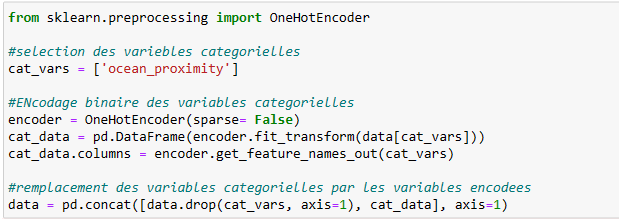 from sklearn.preprocessing import OneHotEncoder
#selection des variebles categorielles
cat_vars = ['ocean_proximity']
#ENcodage binaire des variables categorielles
encoder = OneHotEncoder(sparse= False)
cat_data = pd.DataFrame(encoder.fit_transform(data[cat_vars]))
cat_data.columns = encoder.get_feature_names_out(cat_vars)
#remplacement des variables categorielles par les variables encodees
data = pd.concat([data.drop(cat_vars, axis=1), cat_data], axis=1)